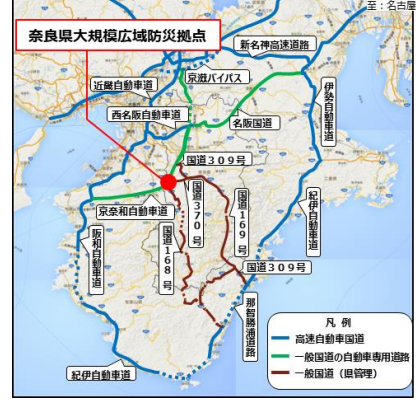 至：名古屋
奈良県大規模広域防災拠点
新名神高速道路
近畿自動車道
京滋バイパス
伊勢自動車道
西名阪自動車道
名阪国道
国道３０９号
京奈和自動車道
国道３７０号
国道１６９号
紀伊自動車道
阪和自動車道
国道１６８号
国道３０９号
那智勝浦道路
紀伊自動車道
凡 例
高速自動車国道
一般国道の自動車専用道路
一般国道（県管理）